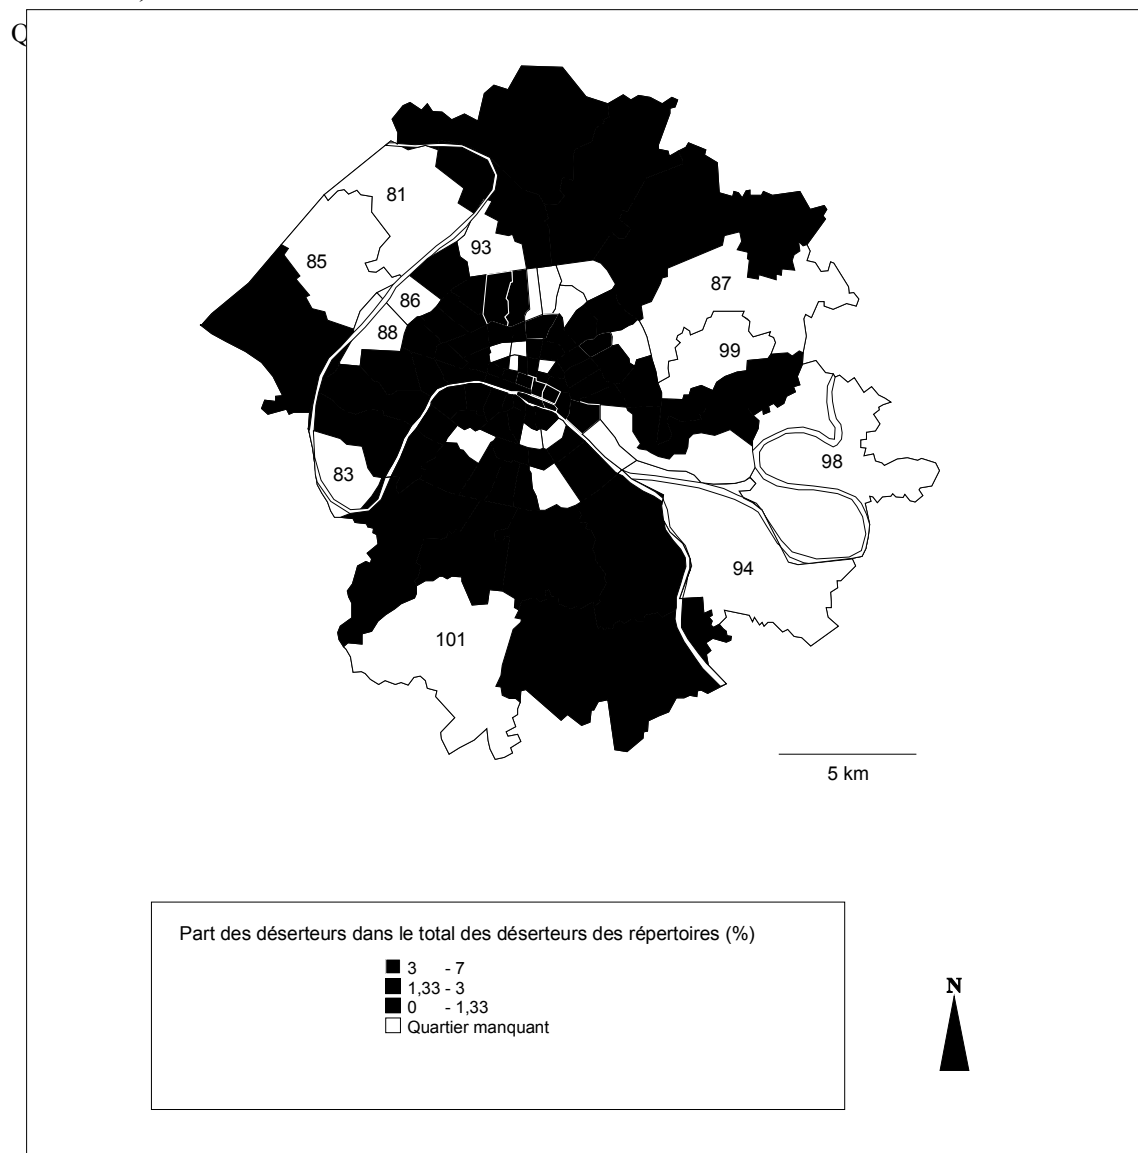 Q
81
93
85
87
86
88
99
83
98
94
101
5 km
Part des déserteurs dans le total des déserteurs des répertoires (%)
3 - 7
1,33 - 3
0 - 1,33
Quartier manquant
N